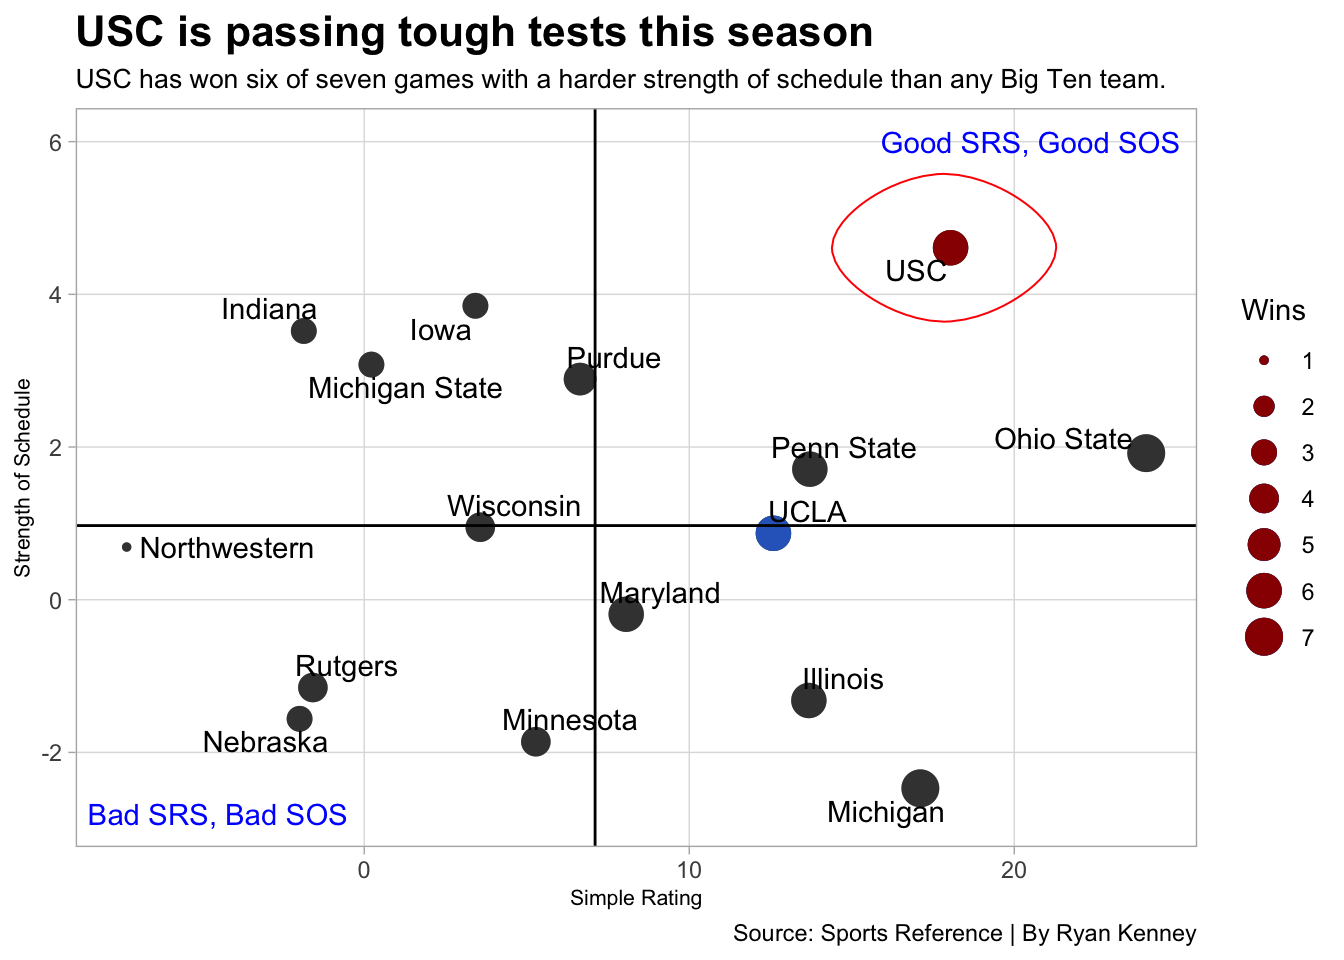 USC is passing tough tests this season
USC has won six of seven games with a harder strength of schedule than any Big Ten team.
6
Good SRS, Good SOS
USC
4
Indiana
Iowa
Michigan State
Purdue
2
Penn State
Ohio State
Wisconsin
UCLA
Northwestern
0
Maryland
Rutgers
Nebraska
Minnesota
Illinois
-2
Michigan
Bad SRS, Bad SOS
Strength of Schedule
0
10
20
Simple Rating
Wins
1
2
3
4
5
6
7
Source: Sports Reference | By Ryan Kenney